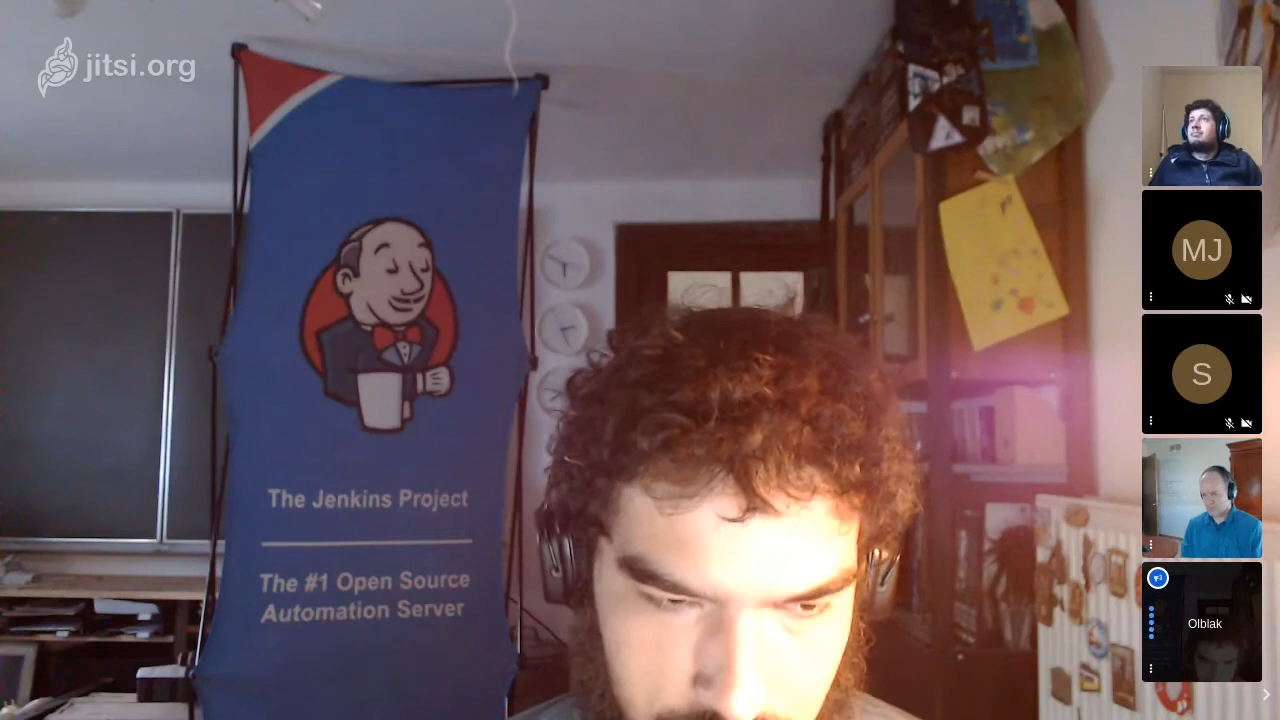 jitsi.org
The Jenkins Project
The #1 Open Source
Automation Server
MJ
S
Olblak